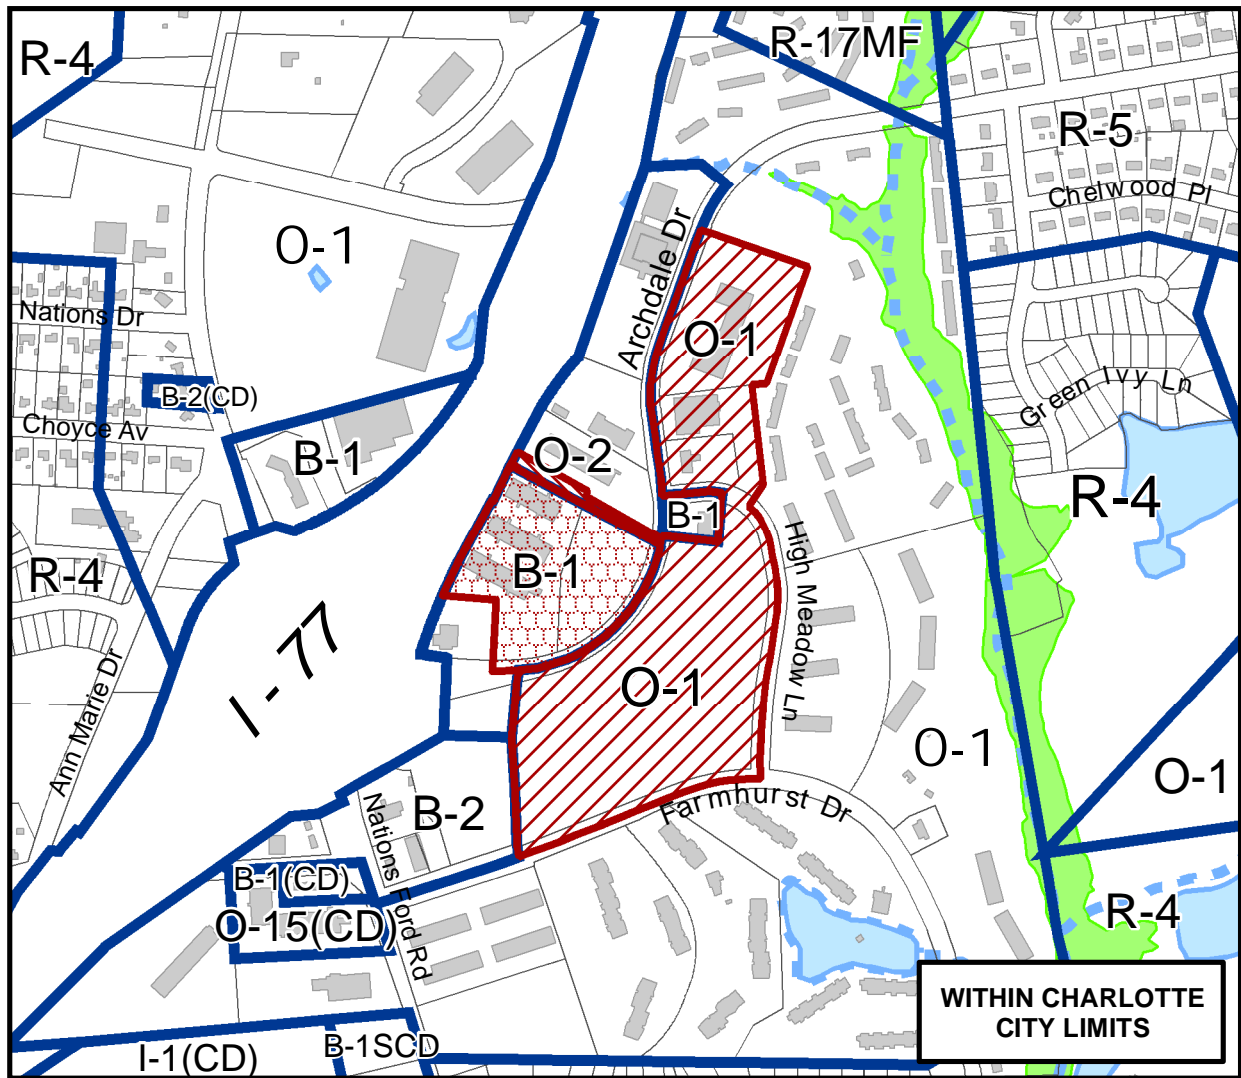 R-4
R-17MF
R-5
Chelwood Pl
O-1
Archdale Dr
Nations Dr
O-1
B-2(CD)
Green Ivy Ln
Choyce Av
B-1
O-2
R-4
B-1
R-4
B-1
High Meadow Ln
I-77
O-1
Ann Marie Dr
O-1
O-1
Farmhurst Dr
B-2
Nations Ford Rd
B-1(CD)
O-15(CD)
R-4
WITHIN CHARLOTTE
CITY LIMITS
B-1SCD
I-1(CD)